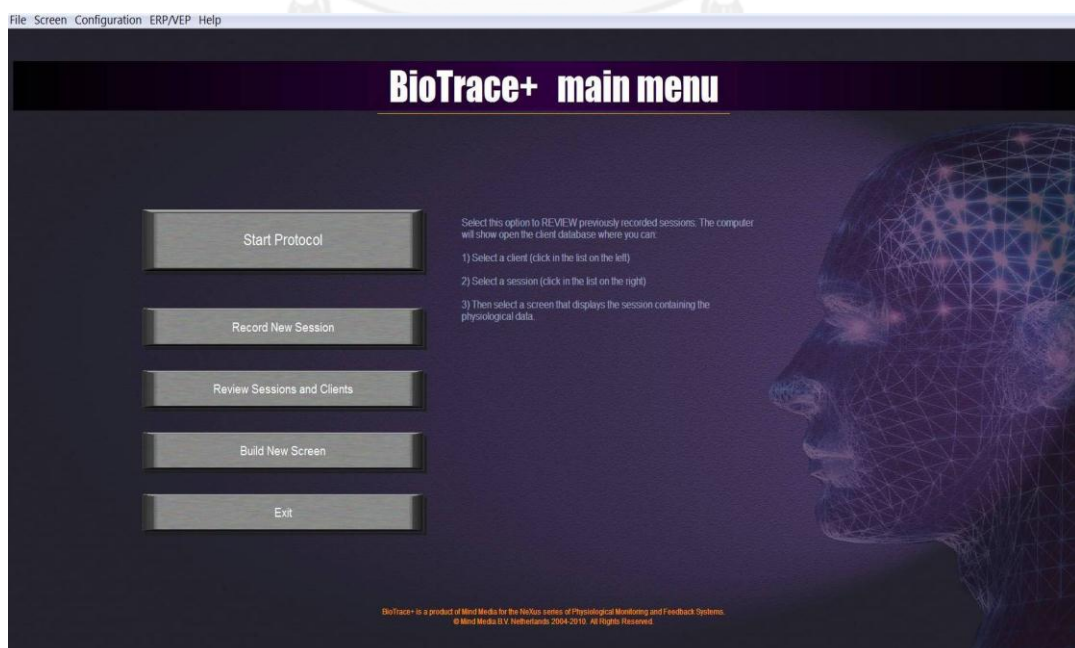 File Screen Configuration ERP/VEP Help
BioTrace+ main menu
Start Protocol
Record New Session
Review Sessions and Clients
Build New Screen
Exit
Select this option to REVIEW previously recorded sessions. The computer
will show open the client database where you can:
1) Select a client (click in the list on the left)
2) Select a session (click in the list on the right)
3) Then select a screen that displays the session containing the
physiological data.
BioTrace+ is a product of Mind Media for the NeXus series of Physiological Monitoring and Feedback Systems.
© Mind Media B.V. Netherlands 2004-2010. All Rights Reserved.